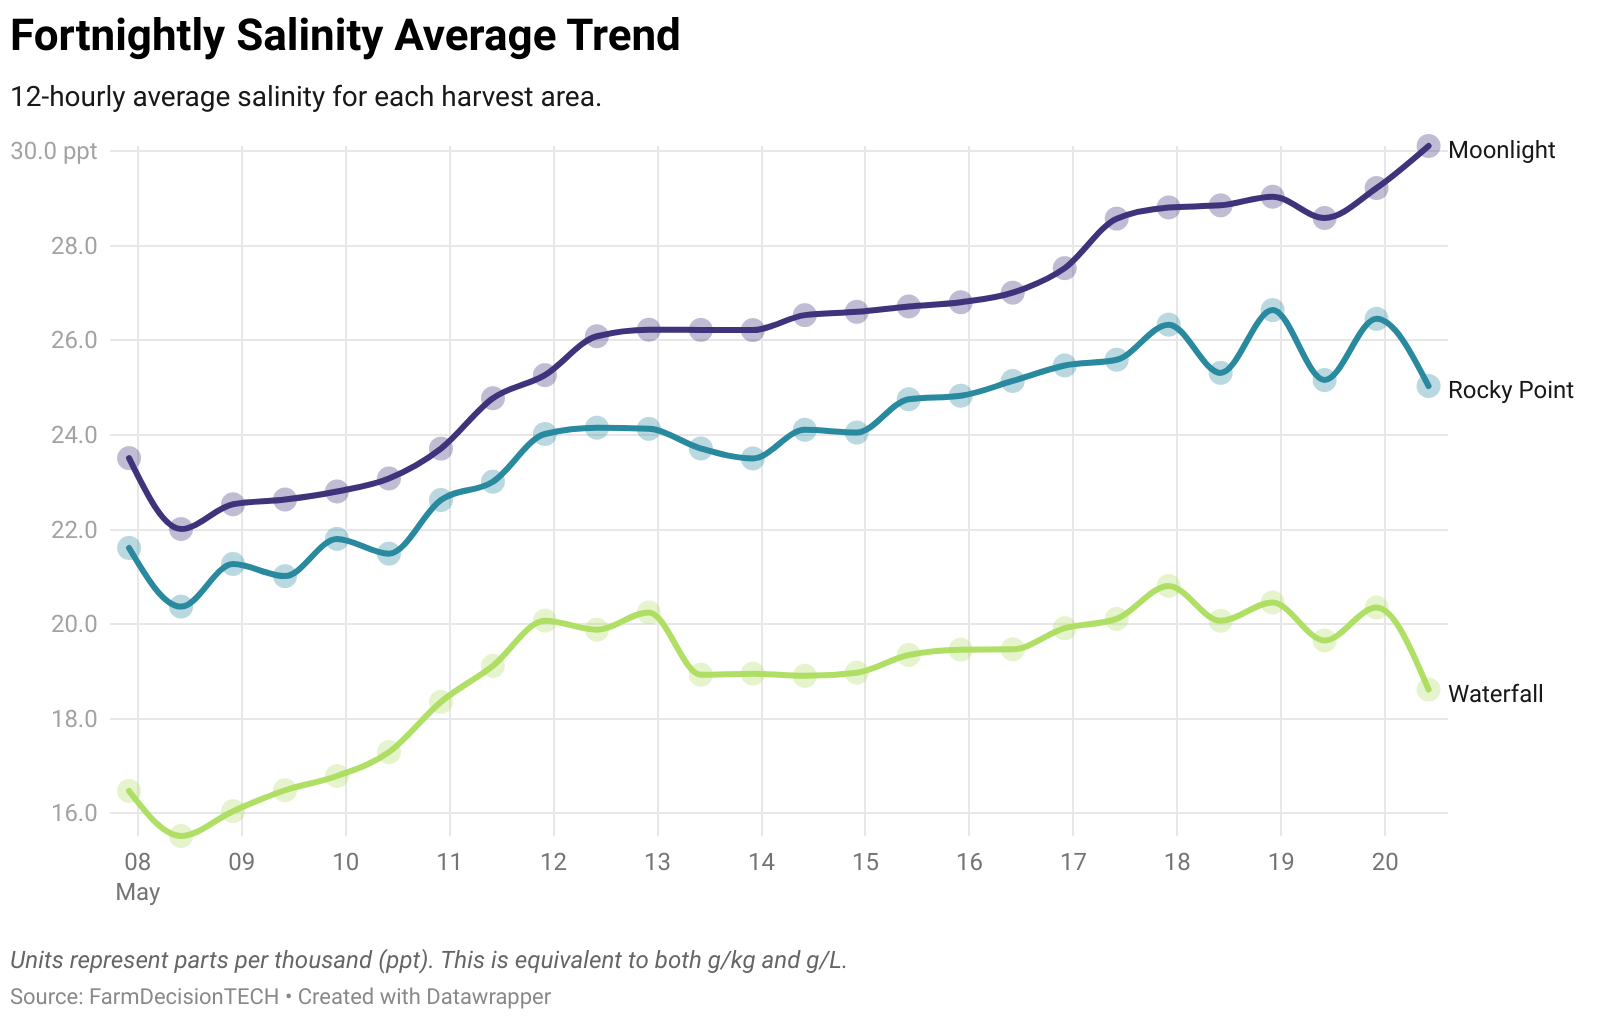 Fortnightly Salinity Average Trend
12-hourly average salinity for each harvest area.
30.0 ppt
Moonlight
28.0
26.0
Rocky Point
24.0
22.0
20.0
Waterfall
18.0
16.0
08 09 10 11 12 13 14 15 16 17 18 19 20
May
Units represent parts per thousand (ppt). This is equivalent to both g/kg and g/L.
Source: FarmDecisionTECH • Created with Datawrapper